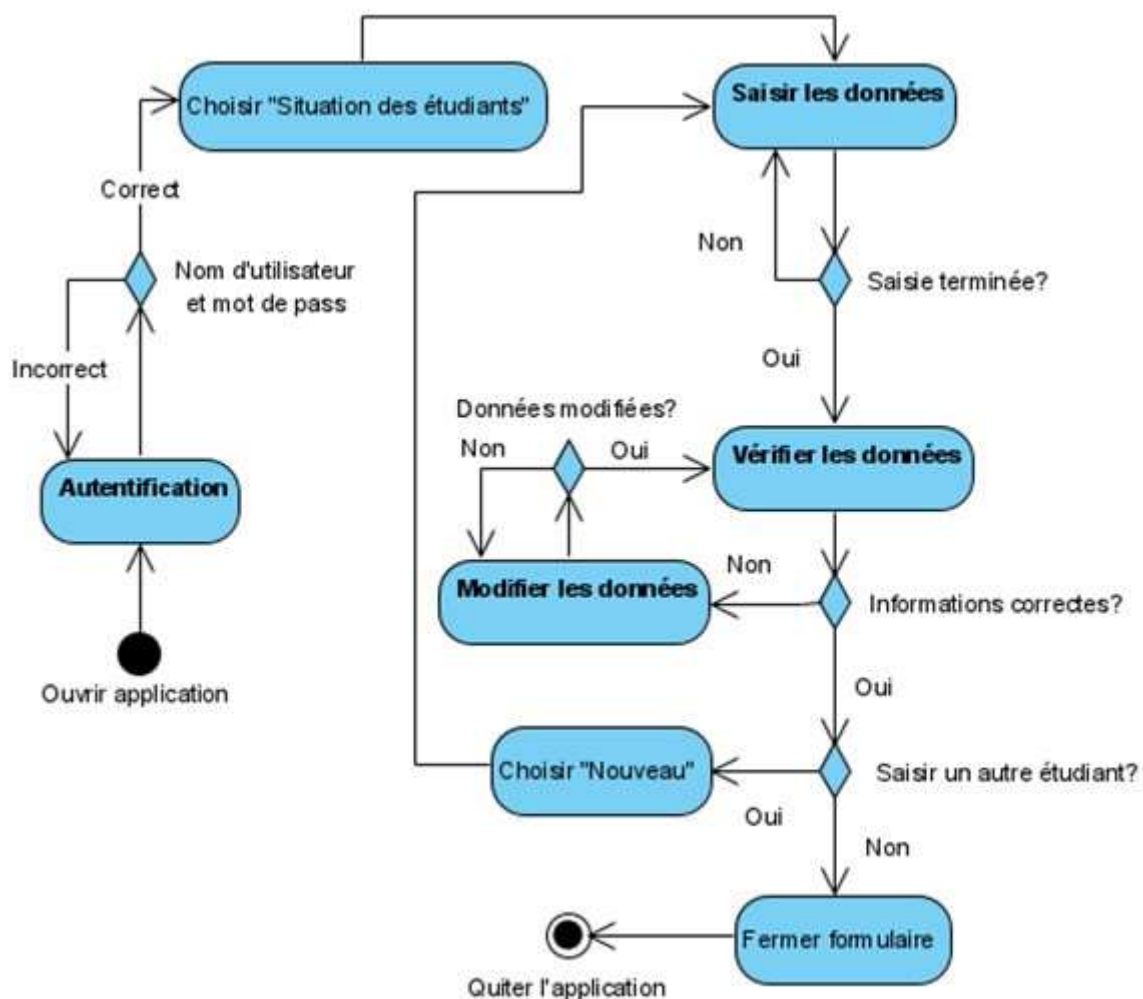 Choisir "Situation des étudiants"
Saisir les données
Correct
Nom d'utilisateur
et mot de pass
Non
Saisie terminée?
Incorrect
Oui
Données modifiées?
Non
Oui
Vérifier les données
Autentification
Non
Modifier les données
Informations correctes?
Ouvrir application
Oui
Choisir "Nouveau"
Saisir un autre étudiant?
Oui
Non
Fermer formulaire
Quiter l'application